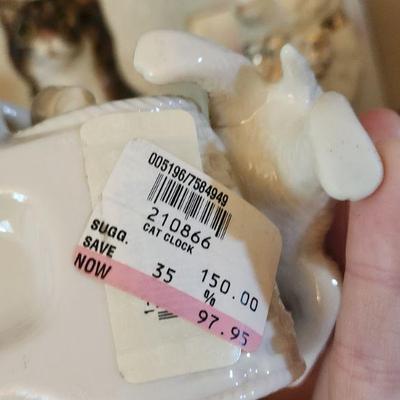 005196/7584949
210866
CAT CLOCK
SUGG. 150.00
SAVE 35 %
NOW 97.95